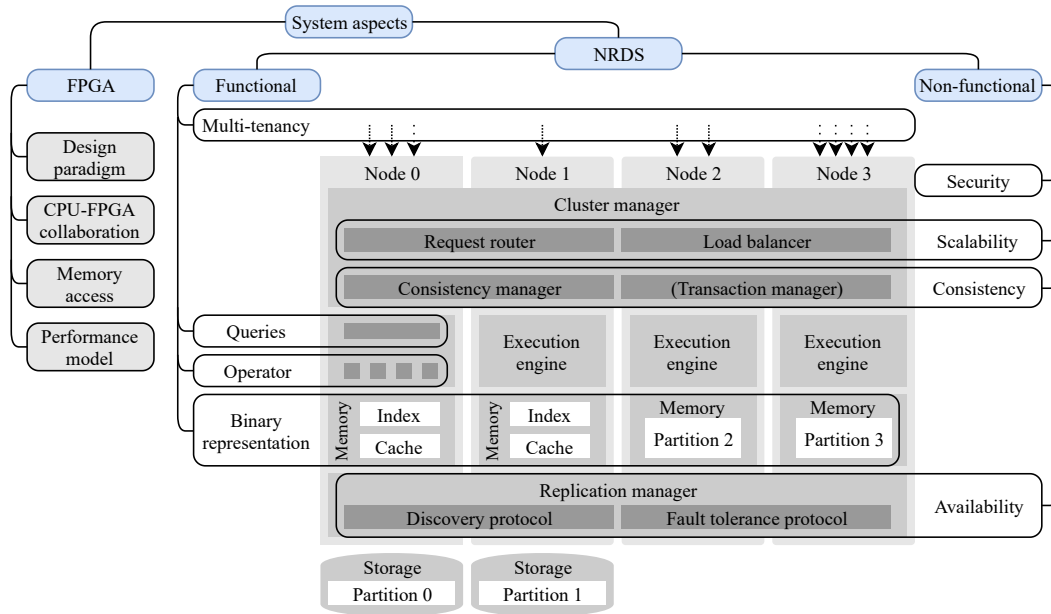 System aspects
NRDS
FPGA
Functional
Non-functional
Multi-tenancy
Design
paradigm
CPU-FPGA
collaboration
Memory
access
Performance
model
Node 0
Node 1
Node 2
Node 3
Security
Cluster manager
Request router
Load balancer
Scalability
Consistency manager
(Transaction manager)
Consistency
Queries
Operator
Execution
engine
Execution
engine
Execution
engine
Binary
representation
Memory
Index
Cache
Memory
Index
Cache
Memory
Partition 2
Memory
Partition 3
Replication manager
Discovery protocol
Fault tolerance protocol
Availability
Storage
Partition 0
Storage
Partition 1